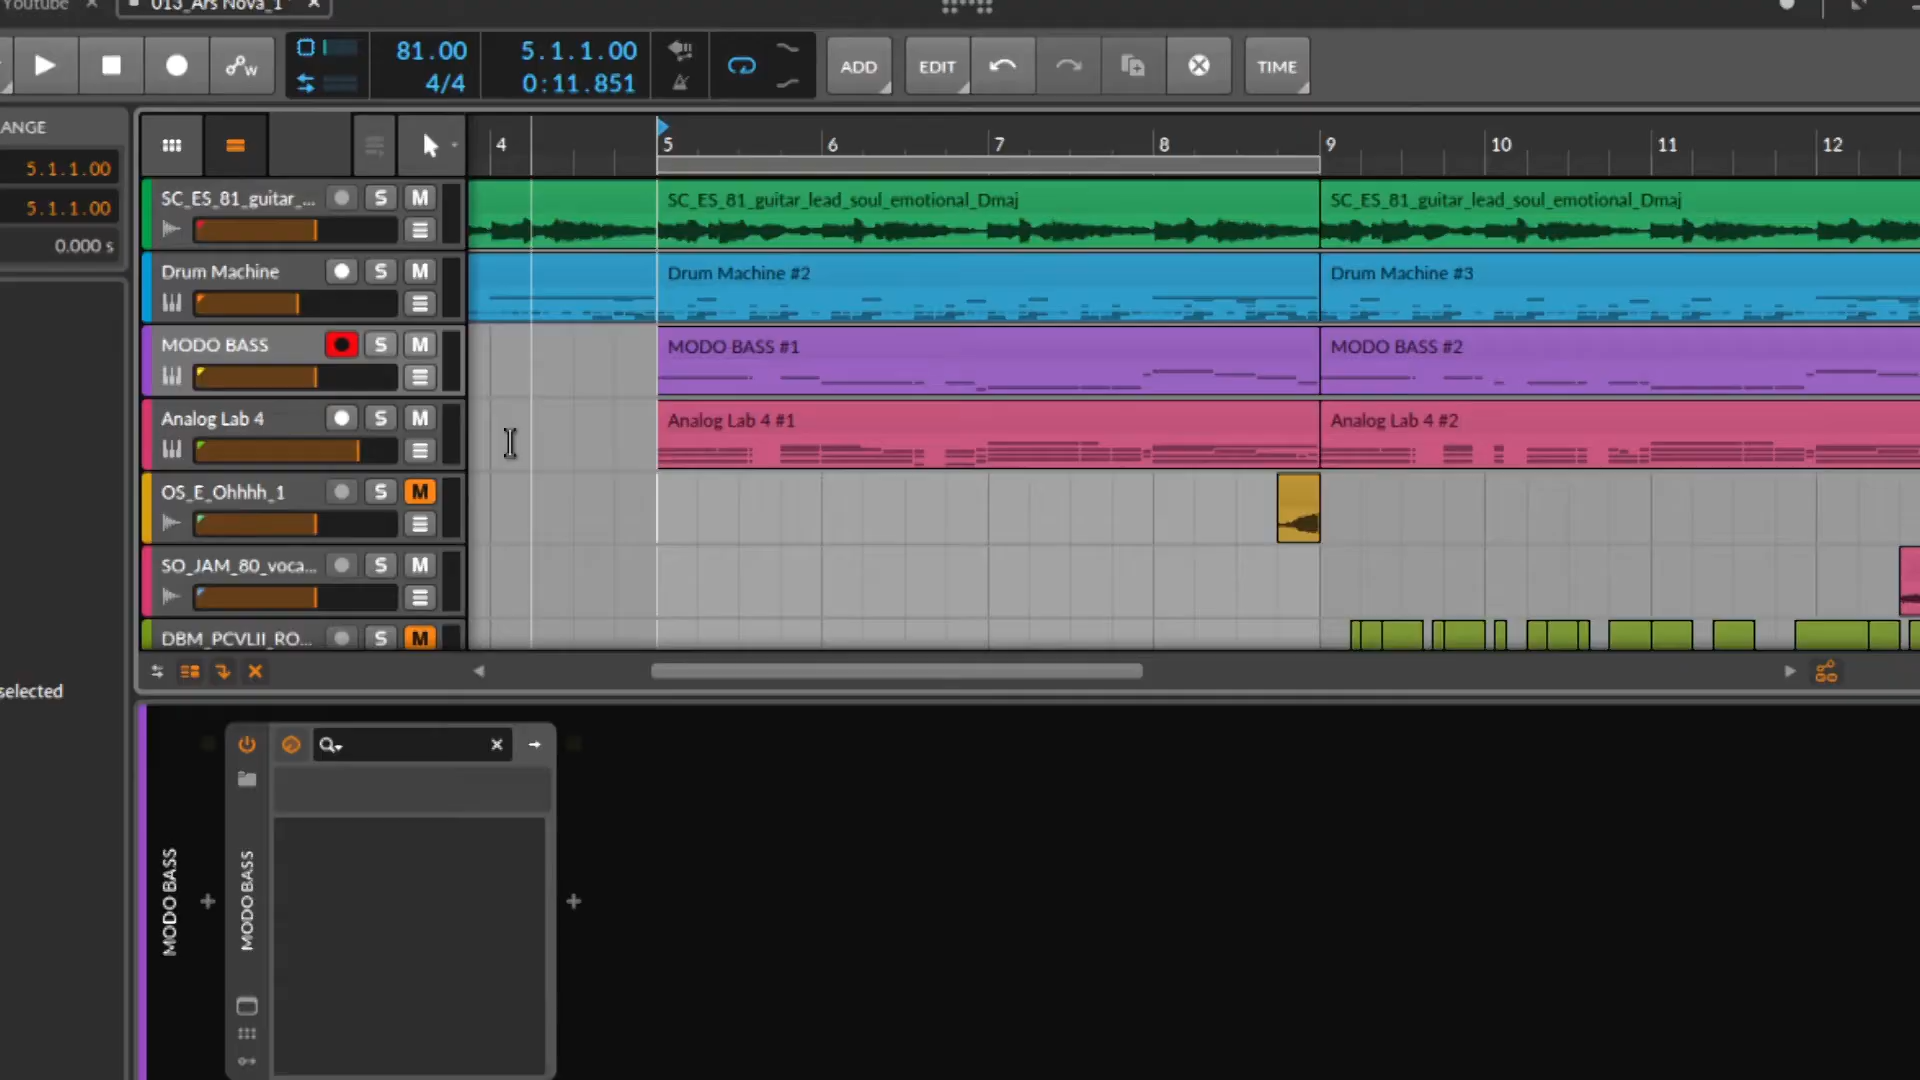 Youtube
013_Ars Nova_1
81.00
4/4
5.1.1.00
0:11.851
ADD
EDIT
TIME
ANGE
5.1.1.00
5.1.1.00
0.000 s
4 5 6 7 8 9 10 11 12
SC_ES_81_guitar_... S M
SC_ES_81_guitar_lead_soul_emotional_Dmaj
SC_ES_81_guitar_lead_soul_emotional_Dmaj
Drum Machine S M
Drum Machine #2
Drum Machine #3
MODO BASS S M
MODO BASS #1
MODO BASS #2
Analog Lab 4 S M
Analog Lab 4 #1
Analog Lab 4 #2
OS_E_Ohhhh_1 S M
SO_JAM_80_voca... S M
DBM_PCVLII_RO... S M
selected
MODO BASS
MODO BASS